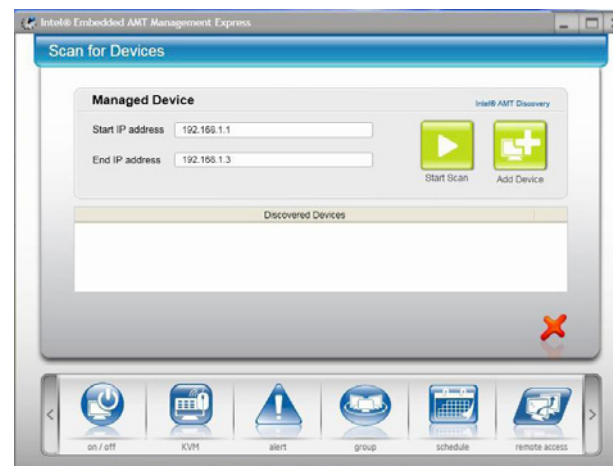 Intel® Embedded AMT Management Express
Scan for Devices
Managed Device
Intel® AMT Discovery
Start IP address 192.168.1.1
End IP address 192.168.1.3
Start Scan Add Device
Discovered Devices
on / off KVM alert group schedule remote access